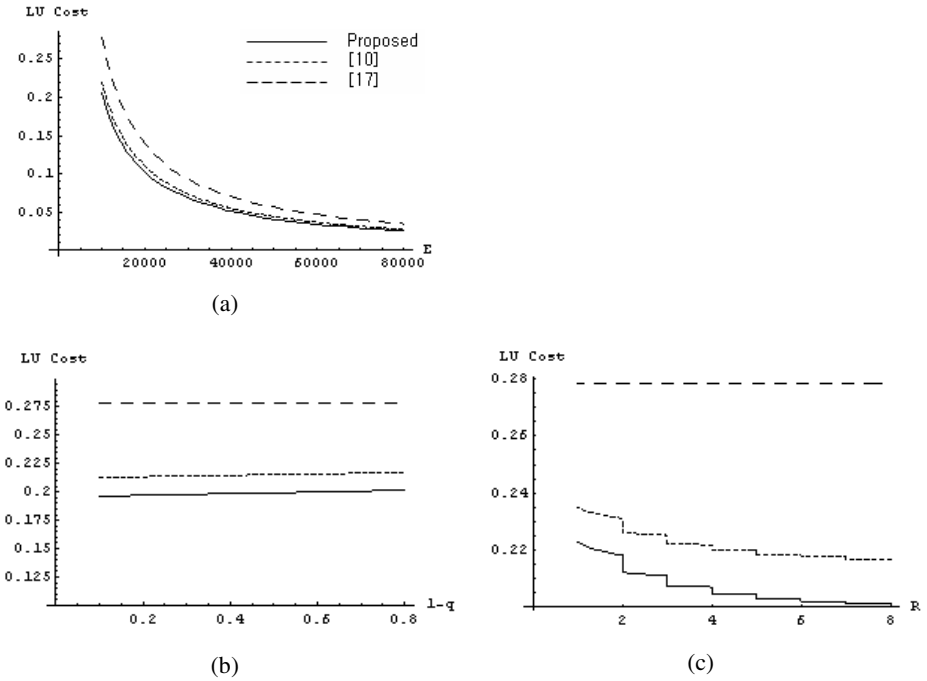 LU Cost
Proposed
[10]
[17]
0.25
0.2
0.15
0.1
0.05
20000 40000 60000 80000 E
(a)
LU Cost
0.275
0.25
0.225
0.2
0.175
0.15
0.125
0.2 0.4 0.6 0.8 1-q
(b)
LU Cost
0.28
0.26
0.24
0.22
2 4 6 8 R
(c)